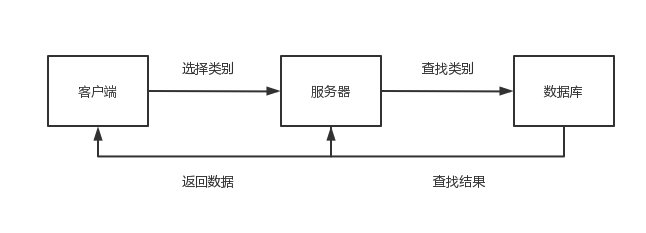 选择类别
查找类别
客户端
服务器
数据库
返回数据
查找结果